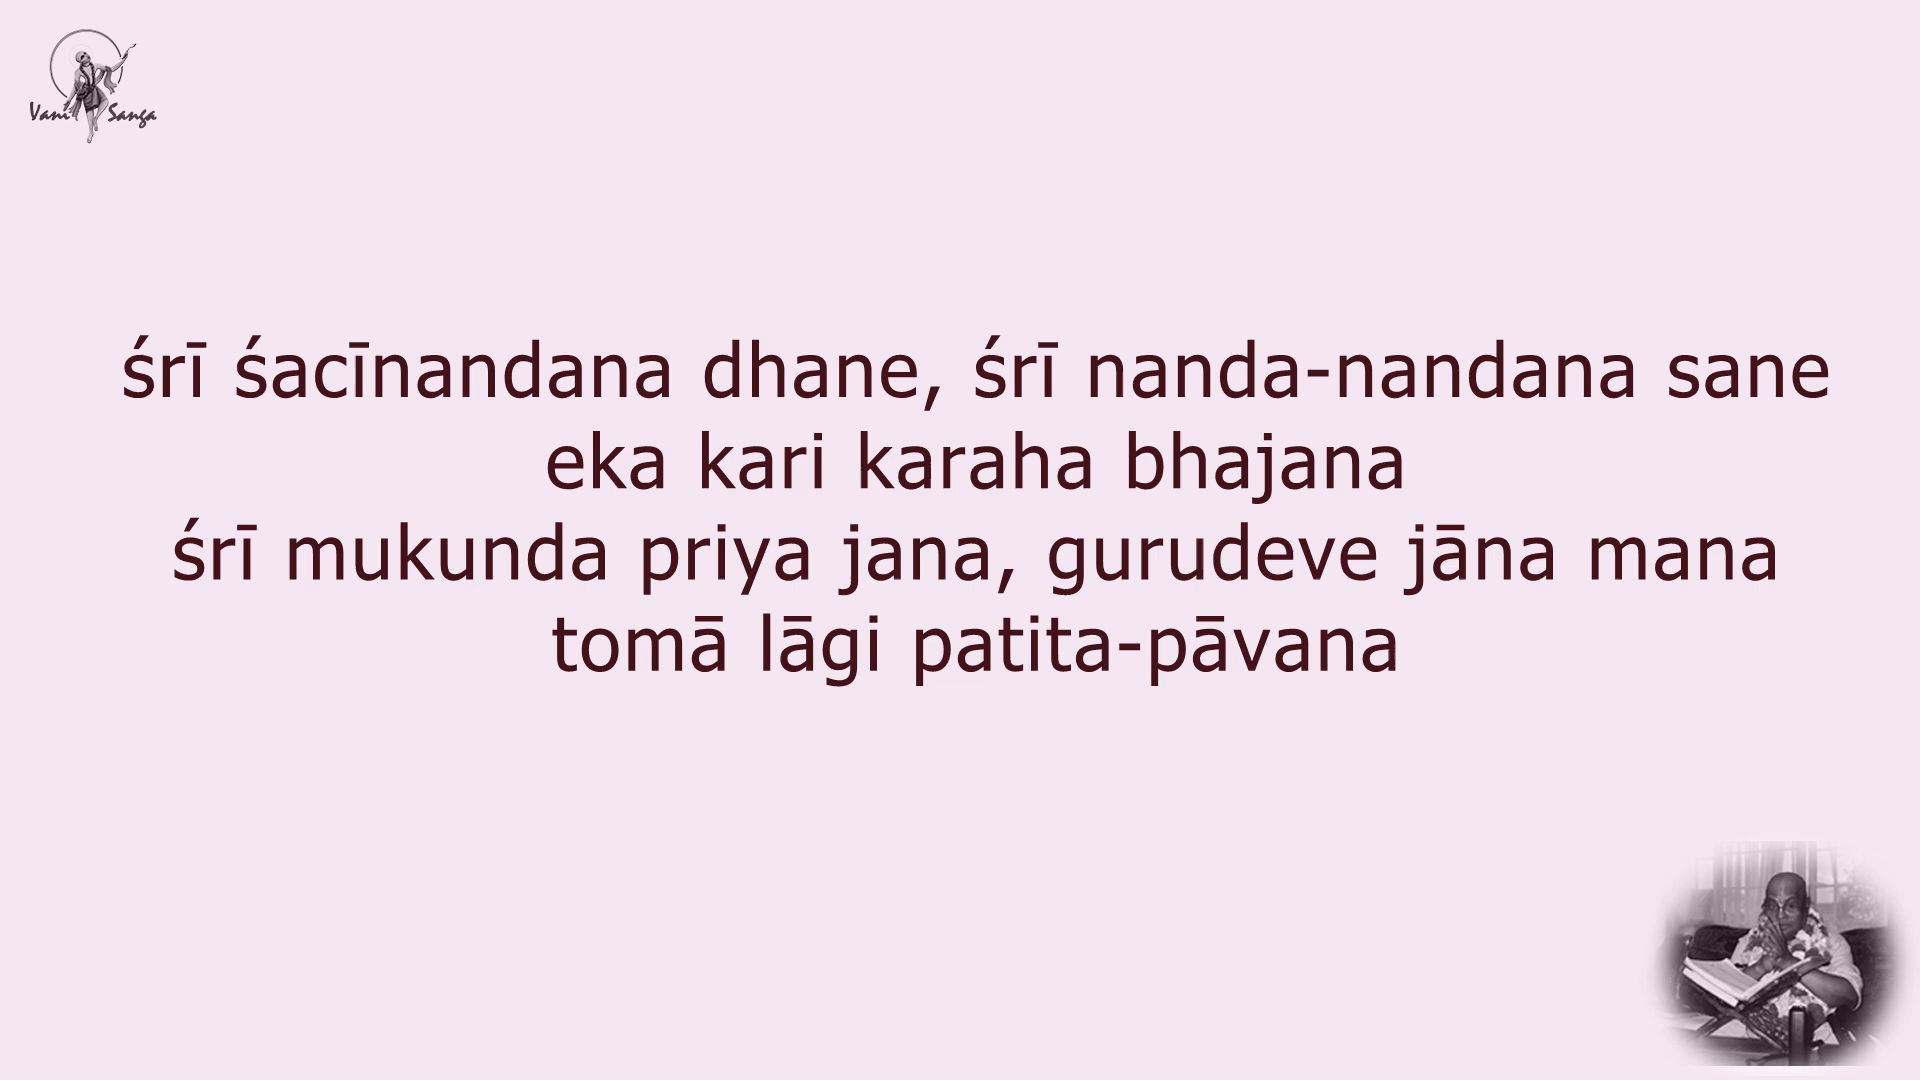 Vani Sanga
śrī śacīnandana dhane, śrī nanda-nandana sane
eka kari karaha bhajana
śrī mukunda priya jana, gurudeve jāna mana
tomā lāgi patita-pāvana